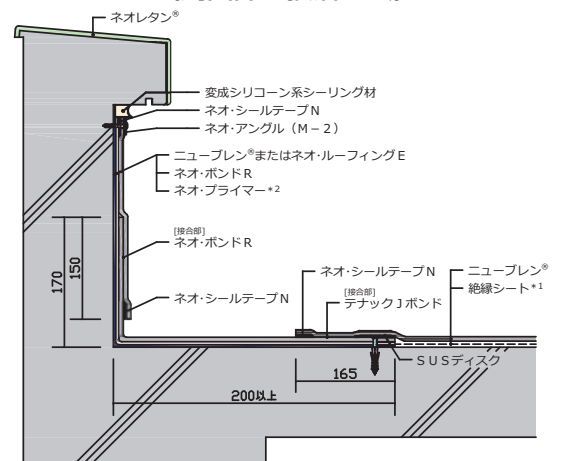 ネオレタン®
変成シリコーン系シーリング材
ネオ・シールテープN
ネオ・アングル（M－2）
ニューブレン®またはネオ・ルーフィングE
ネオ・ボンドR
ネオ・プライマー*2
[接合部]
ネオ・ボンドR
170
150
ネオ・シールテープN
ネオ・シールテープN
[接合部]
テナックJボンド
ニューブレン®
絶縁シート*1
SUSディスク
165
200以上